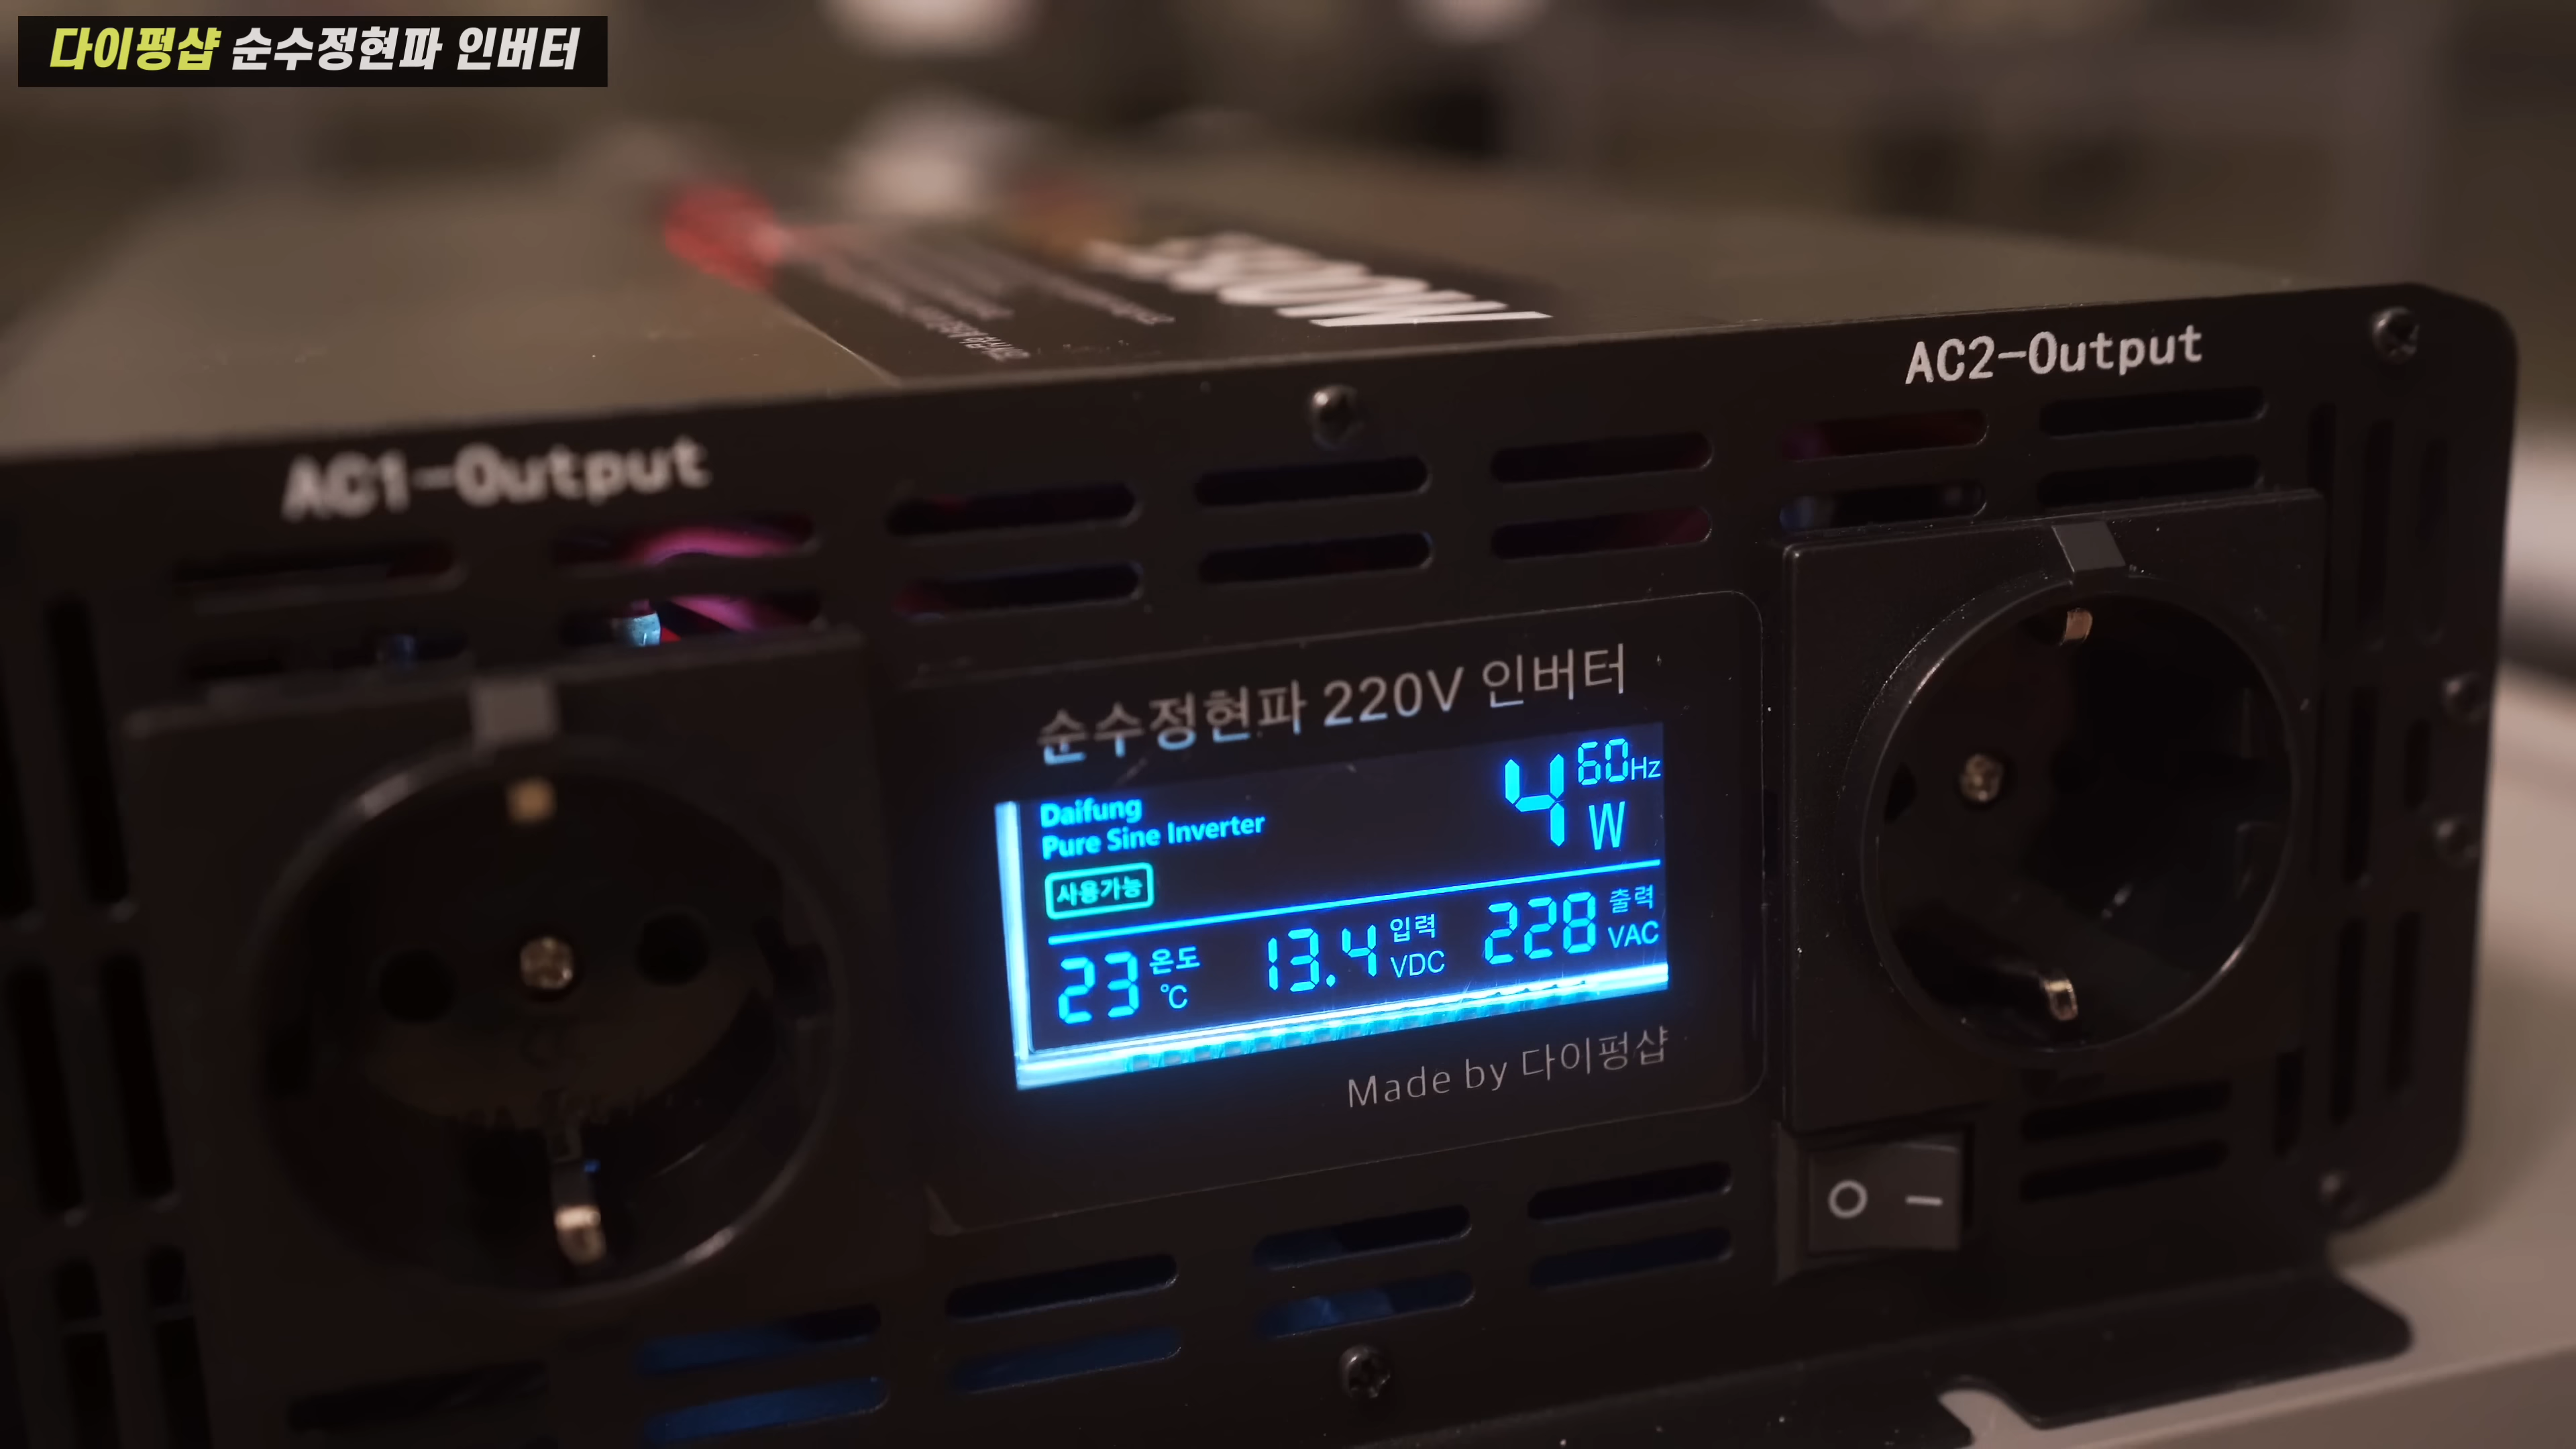 다이펑샵 순수정현파 인버터
AC1-Output
AC2-Output
순수정현파 220V 인버터
Daifung
Pure Sine Inverter
사용가능
4 W
60Hz
23 온도 ℃
13.4 입력 VDC
228 출력 VAC
Made by 다이펑샵
O —